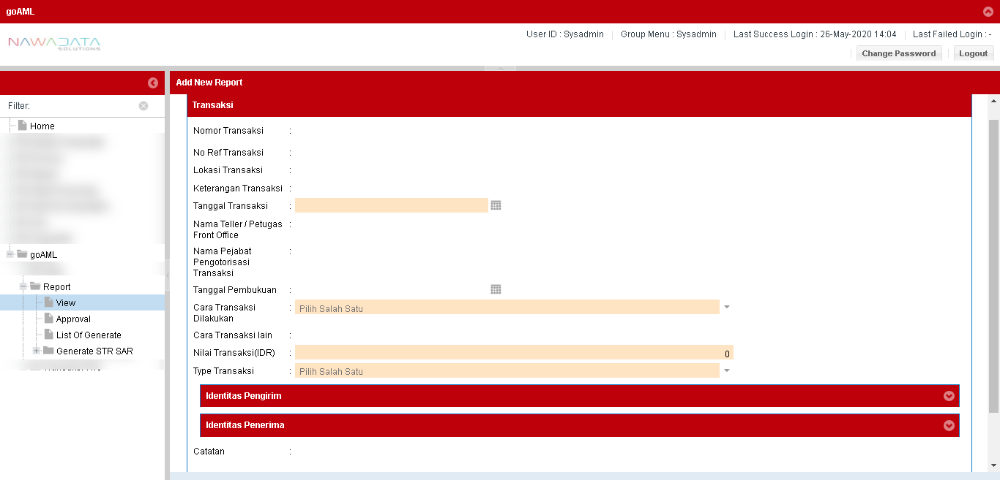 goAML
NAWADATA
SOLUTIONS
User ID : Sysadmin
Group Menu : Sysadmin
Last Success Login : 26-May-2020 14:04
Last Failed Login : -
Change Password
Logout
Filter:
Home
goAML
Report
View
Approval
List Of Generate
Generate STR SAR
Add New Report
Transaksi
Nomor Transaksi :
No Ref Transaksi :
Lokasi Transaksi :
Keterangan Transaksi :
Tanggal Transaksi :
Nama Teller / Petugas :
Front Office
Nama Pejabat :
Pengotorisasi
Transaksi
Tanggal Pembukuan :
Cara Transaksi : Pilih Salah Satu
Dilakukan
Cara Transaksi lain :
Nilai Transaksi(IDR) : 0
Type Transaksi : Pilih Salah Satu
Identitas Pengirim
Identitas Penerima
Catatan :